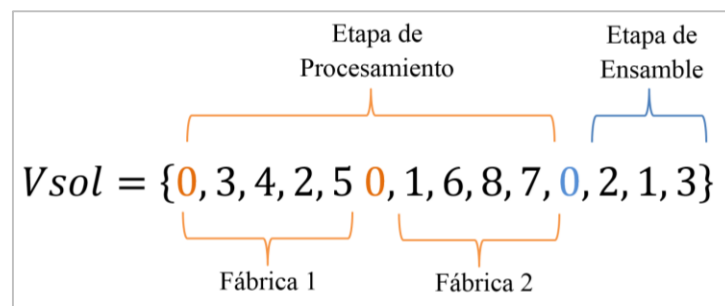 Etapa de Procesamiento
Etapa de Ensamble
Vsol = {0, 3, 4, 2, 5 0, 1, 6, 8, 7, 0, 2, 1, 3}
Fábrica 1
Fábrica 2